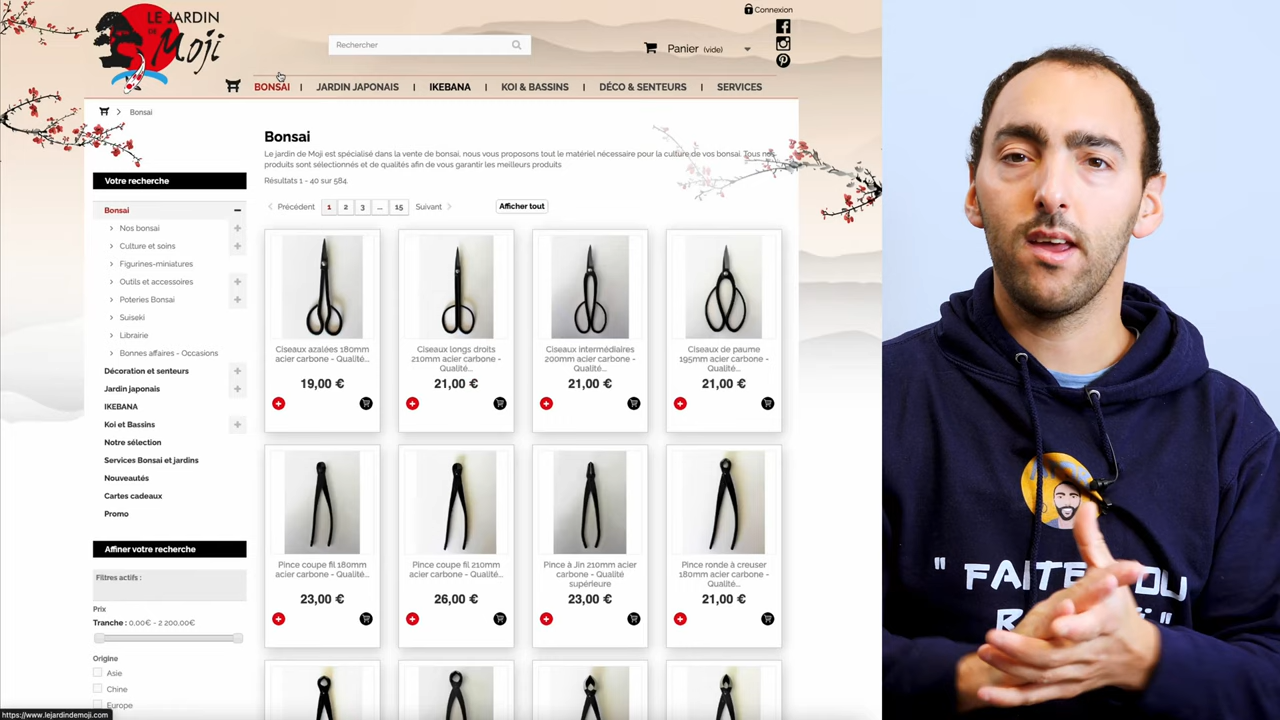 LE JARDIN
DE
Moji
Connexion
Rechercher
Panier (vide)
BONSAI
JARDIN JAPONAIS
IKEBANA
KOI & BASSINS
DÉCO & SENTEURS
SERVICES
Bonsai
Bonsai
Le jardin de Moji est spécialisé dans la vente de bonsai, nous vous proposons tout le matériel nécessaire pour la culture de vos bonsai. Tous nos
produits sont sélectionnés et de qualités afin de vous garantir les meilleurs produits
Résultats 1 - 40 sur 584.
Précédent 1 2 3 ... 15 Suivant
Afficher tout
Votre recherche
Bonsai
Nos bonsai
Culture et soins
Figurines-miniatures
Outils et accessoires
Poteries Bonsai
Suiseki
Librairie
Bonnes affaires - Occasions
Décoration et senteurs
Jardin japonais
IKEBANA
Koi et Bassins
Notre sélection
Services Bonsai et jardins
Nouveautés
Cartes cadeaux
Promo
Affiner votre recherche
Filtres actifs :
Prix
Tranche : 0,00€ - 2 200,00€
Origine
Asie
Chine
Europe
Ciseaux azalées 180mm
acier carbone - Qualité...
19,00 €
Ciseaux longs droits
210mm acier carbone -
Qualité...
21,00 €
Ciseaux intermédiaires
200mm acier carbone -
Qualité...
21,00 €
Ciseaux de paume
195mm acier carbone -
Qualité...
21,00 €
Pince coupe fil 180mm
acier carbone - Qualité...
23,00 €
Pince coupe fil 210mm
acier carbone - Qualité...
26,00 €
Pince à Jin 210mm acier
carbone - Qualité
supérieure
23,00 €
Pince ronde à creuser
180mm acier carbone -
Qualité...
21,00 €
https://www.lejardindemoji.com